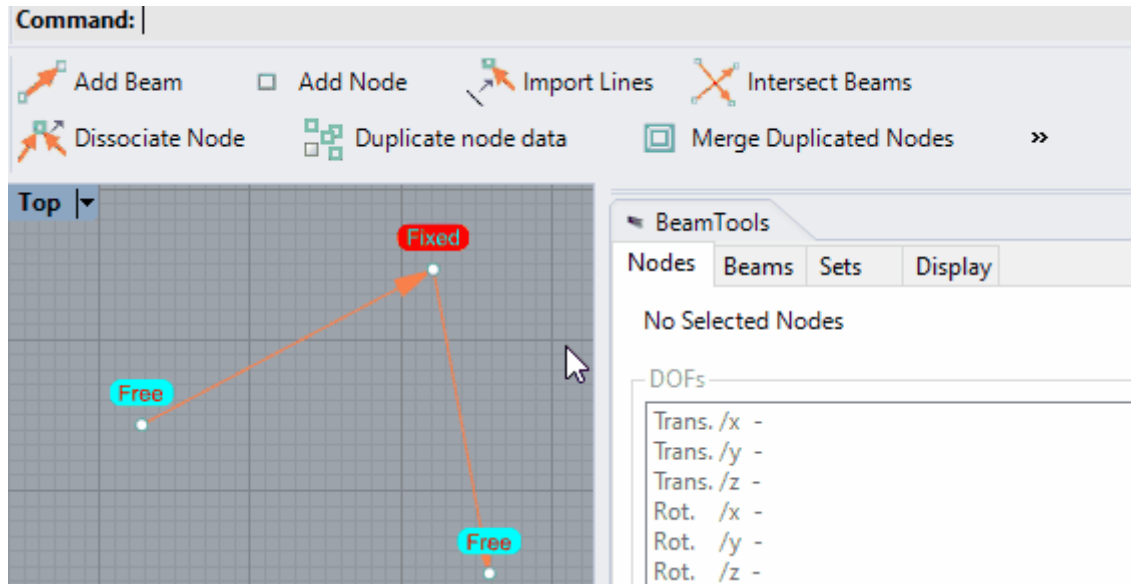 Command:
Add Beam Add Node Import Lines Intersect Beams
Dissociate Node Duplicate node data Merge Duplicated Nodes »
Top
Fixed
Free
Free
BeamTools
Nodes Beams Sets Display
No Selected Nodes
DOFs
Trans. /x -
Trans. /y -
Trans. /z -
Rot. /x -
Rot. /y -
Rot. /z -